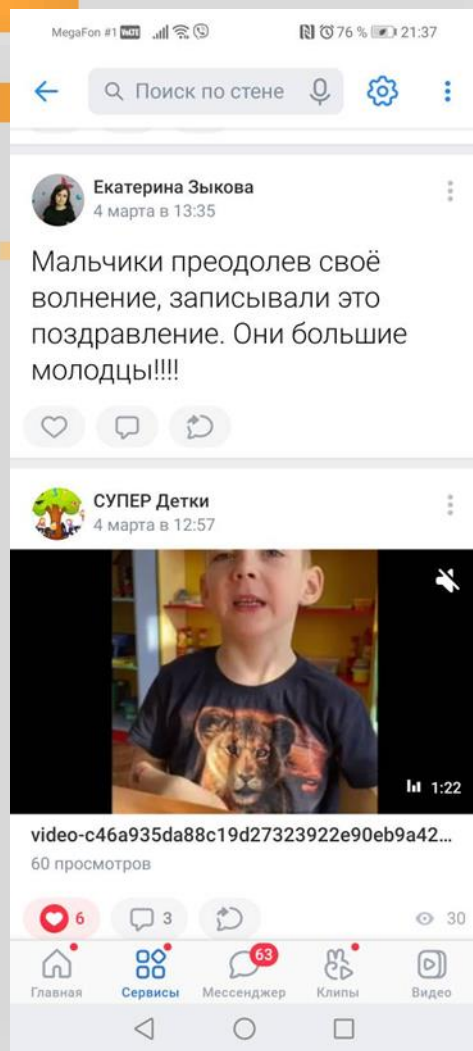 MegaFon #1 VoLTE 76 % 21:37
Поиск по стене
Екатерина Зыкова
4 марта в 13:35
Мальчики преодолев своё
волнение, записывали это
поздравление. Они большие
молодцы!!!!
СУПЕР Детки
4 марта в 12:57
1:22
video-c46a935da88c19d27323922e90eb9a42...
60 просмотров
6 3 30
63
Главная Сервисы Мессенджер Клипы Видео